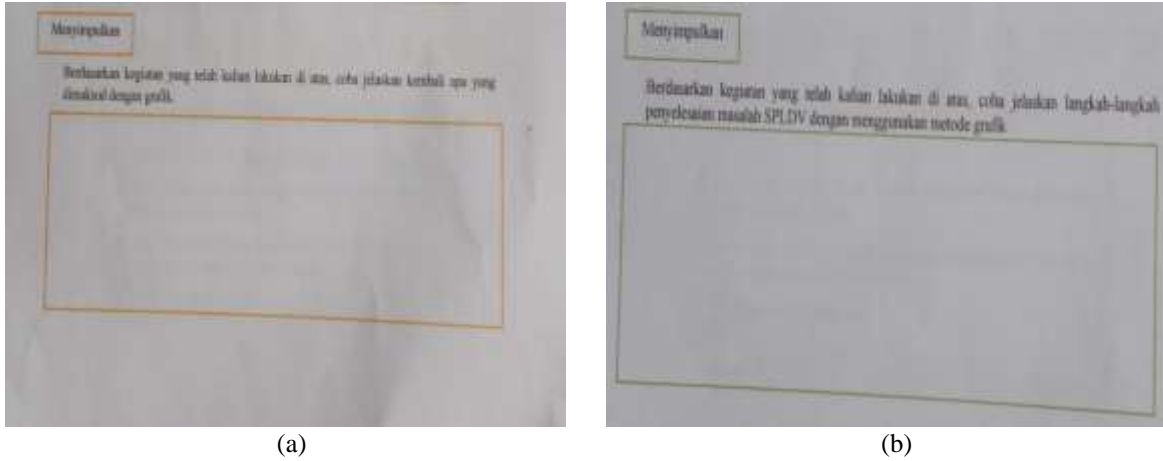 Menyimpulkan
Berdasarkan kegiatan yang telah kalian lakukan di atas, coba jelaskan kembali apa yang
dimaksud dengan grafik.
(a)
Menyimpulkan
Berdasarkan kegiatan yang telah kalian lakukan di atas, coba jelaskan langkah-langkah
penyelesaian masalah SPLDV dengan menggunakan metode grafik
(b)